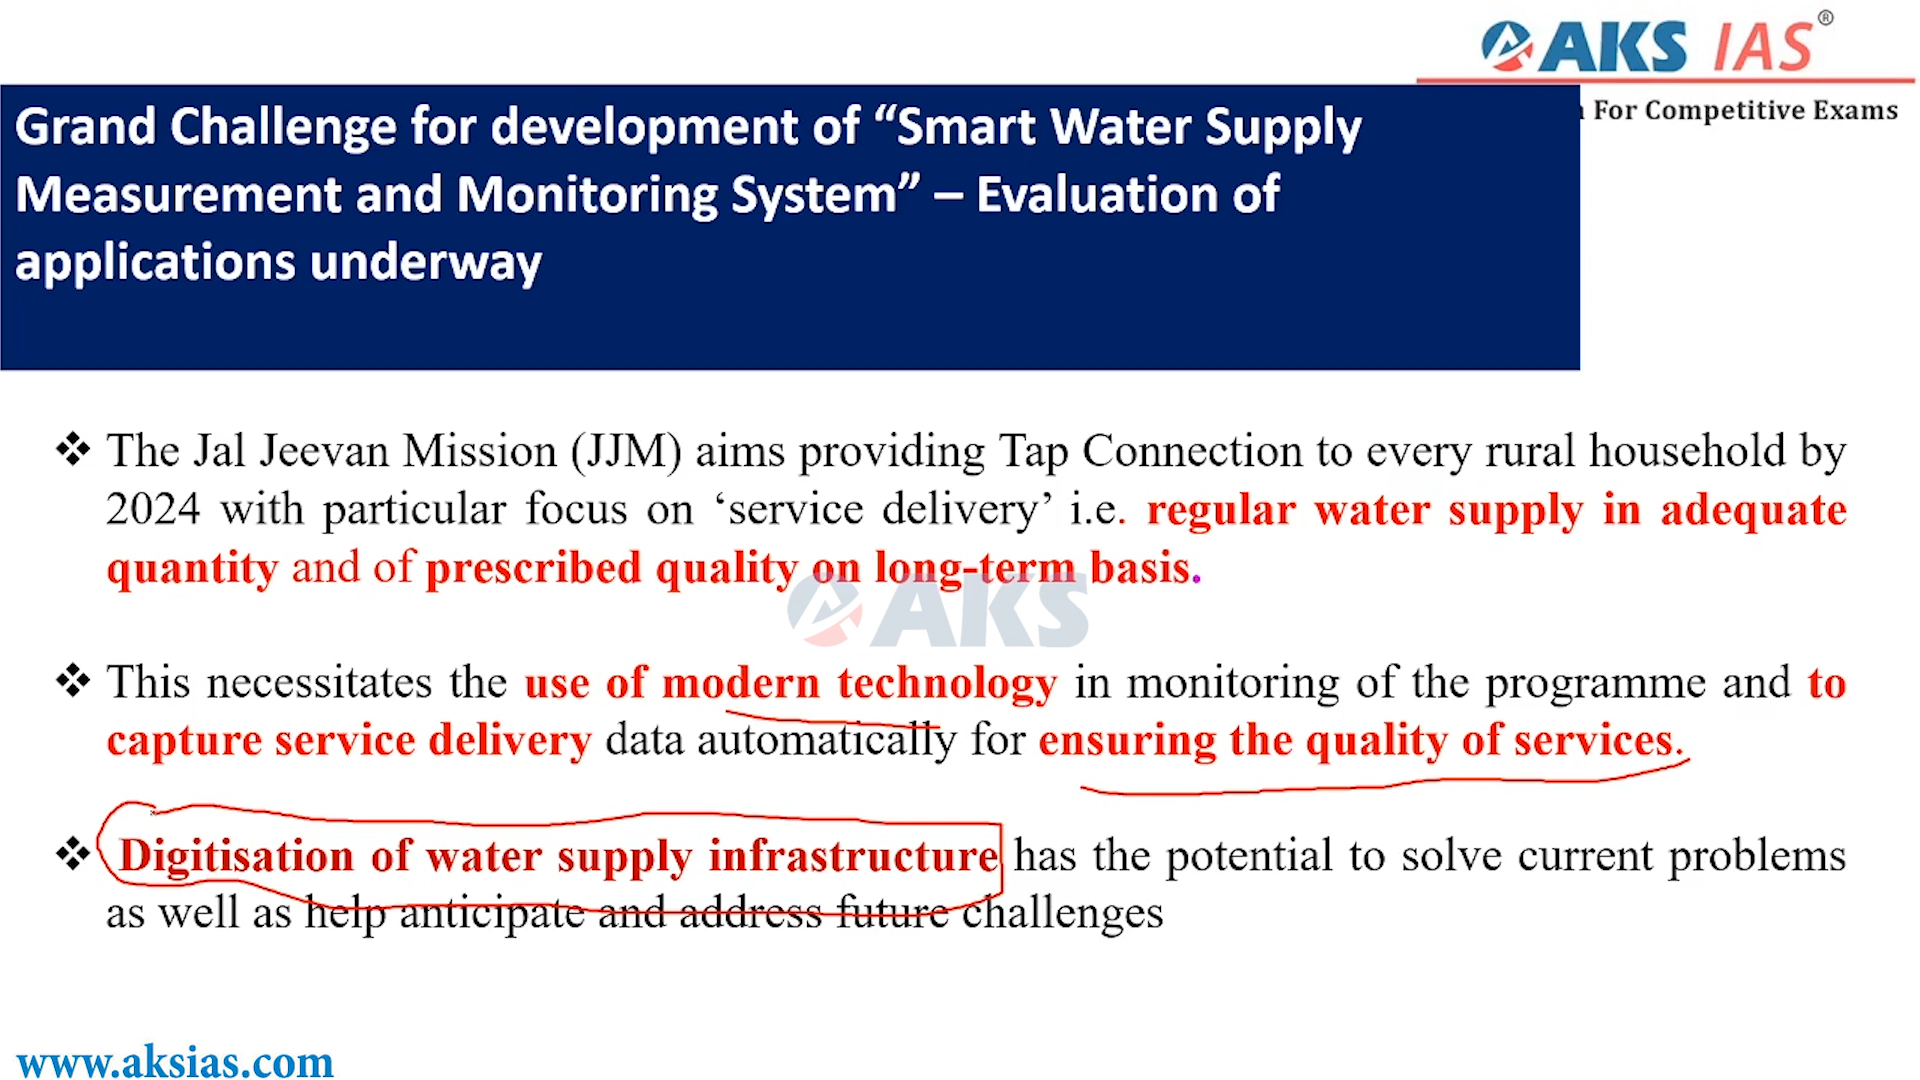 AKS IAS®
For Competitive Exams
Grand Challenge for development of “Smart Water Supply
Measurement and Monitoring System” – Evaluation of
applications underway
❖ The Jal Jeevan Mission (JJM) aims providing Tap Connection to every rural household by
2024 with particular focus on ‘service delivery’ i.e. regular water supply in adequate
quantity and of prescribed quality on long-term basis.
AKS
❖ This necessitates the use of modern technology in monitoring of the programme and to
capture service delivery data automatically for ensuring the quality of services.
❖ Digitisation of water supply infrastructure has the potential to solve current problems
as well as help anticipate and address future challenges
www.aksias.com